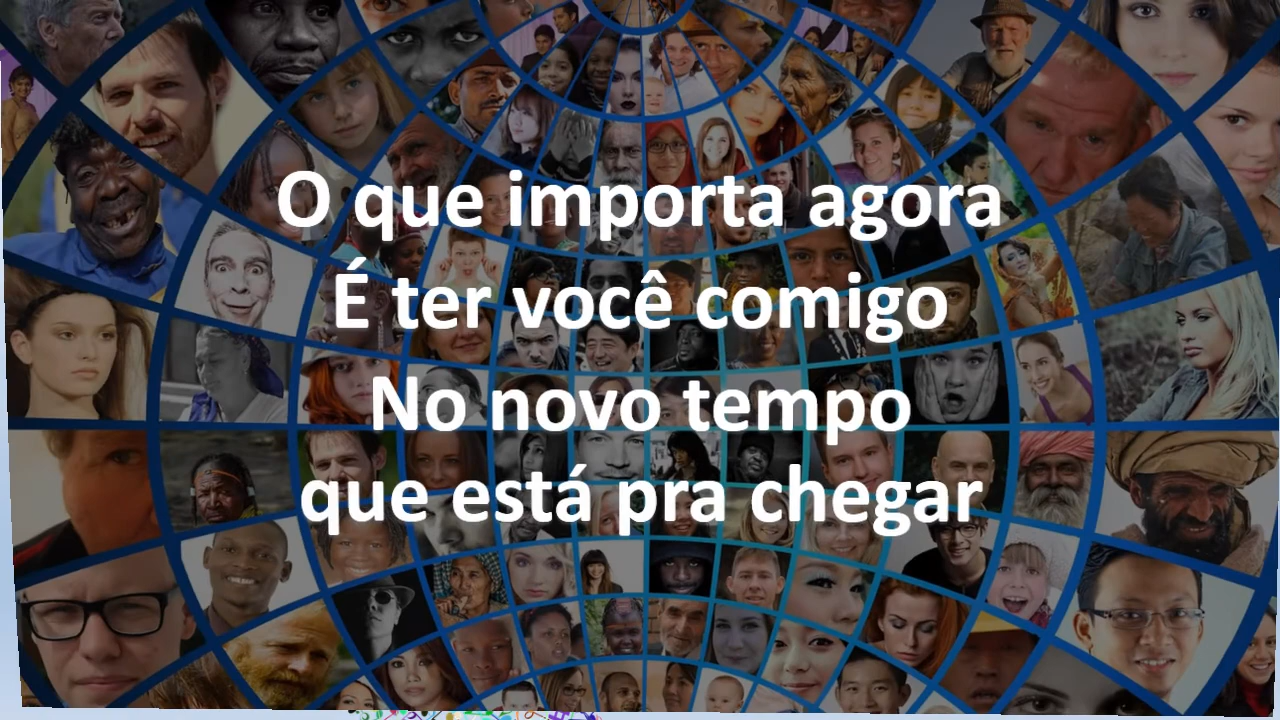 O que importa agora
É ter você comigo
No novo tempo
que está pra chegar